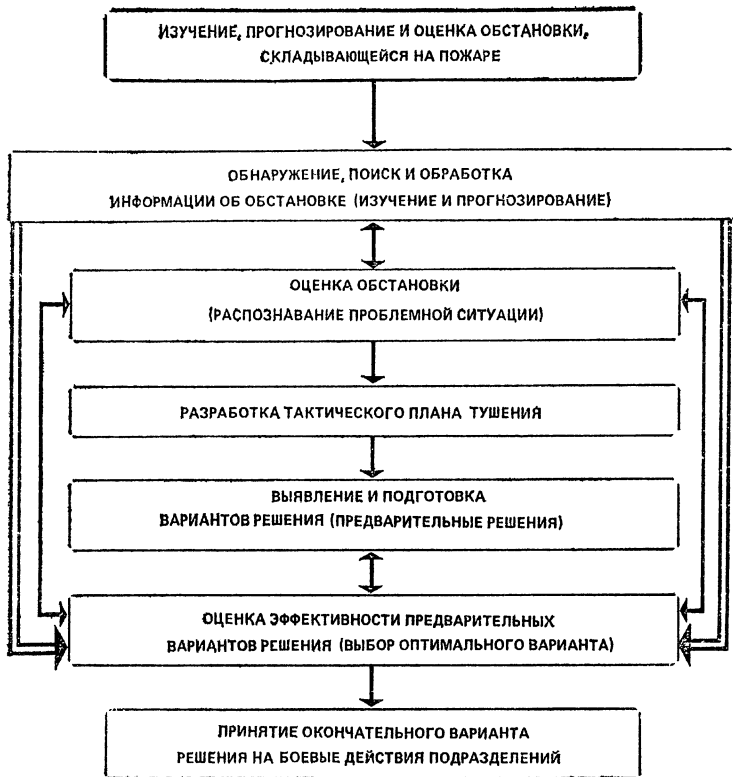 ИЗУЧЕНИЕ, ПРОГНОЗИРОВАНИЕ И ОЦЕНКА ОБСТАНОВКИ,
СКЛАДЫВАЮЩЕЙСЯ НА ПОЖАРЕ
ОБНАРУЖЕНИЕ, ПОИСК И ОБРАБОТКА
ИНФОРМАЦИИ ОБ ОБСТАНОВКЕ (ИЗУЧЕНИЕ И ПРОГНОЗИРОВАНИЕ)
ОЦЕНКА ОБСТАНОВКИ
(РАСПОЗНАВАНИЕ ПРОБЛЕМНОЙ СИТУАЦИИ)
РАЗРАБОТКА ТАКТИЧЕСКОГО ПЛАНА ТУШЕНИЯ
ВЫЯВЛЕНИЕ И ПОДГОТОВКА
ВАРИАНТОВ РЕШЕНИЯ (ПРЕДВАРИТЕЛЬНЫЕ РЕШЕНИЯ)
ОЦЕНКА ЭФФЕКТИВНОСТИ ПРЕДВАРИТЕЛЬНЫХ
ВАРИАНТОВ РЕШЕНИЯ (ВЫБОР ОПТИМАЛЬНОГО ВАРИАНТА)
ПРИНЯТИЕ ОКОНЧАТЕЛЬНОГО ВАРИАНТА
РЕШЕНИЯ НА БОЕВЫЕ ДЕЙСТВИЯ ПОДРАЗДЕЛЕНИЙ